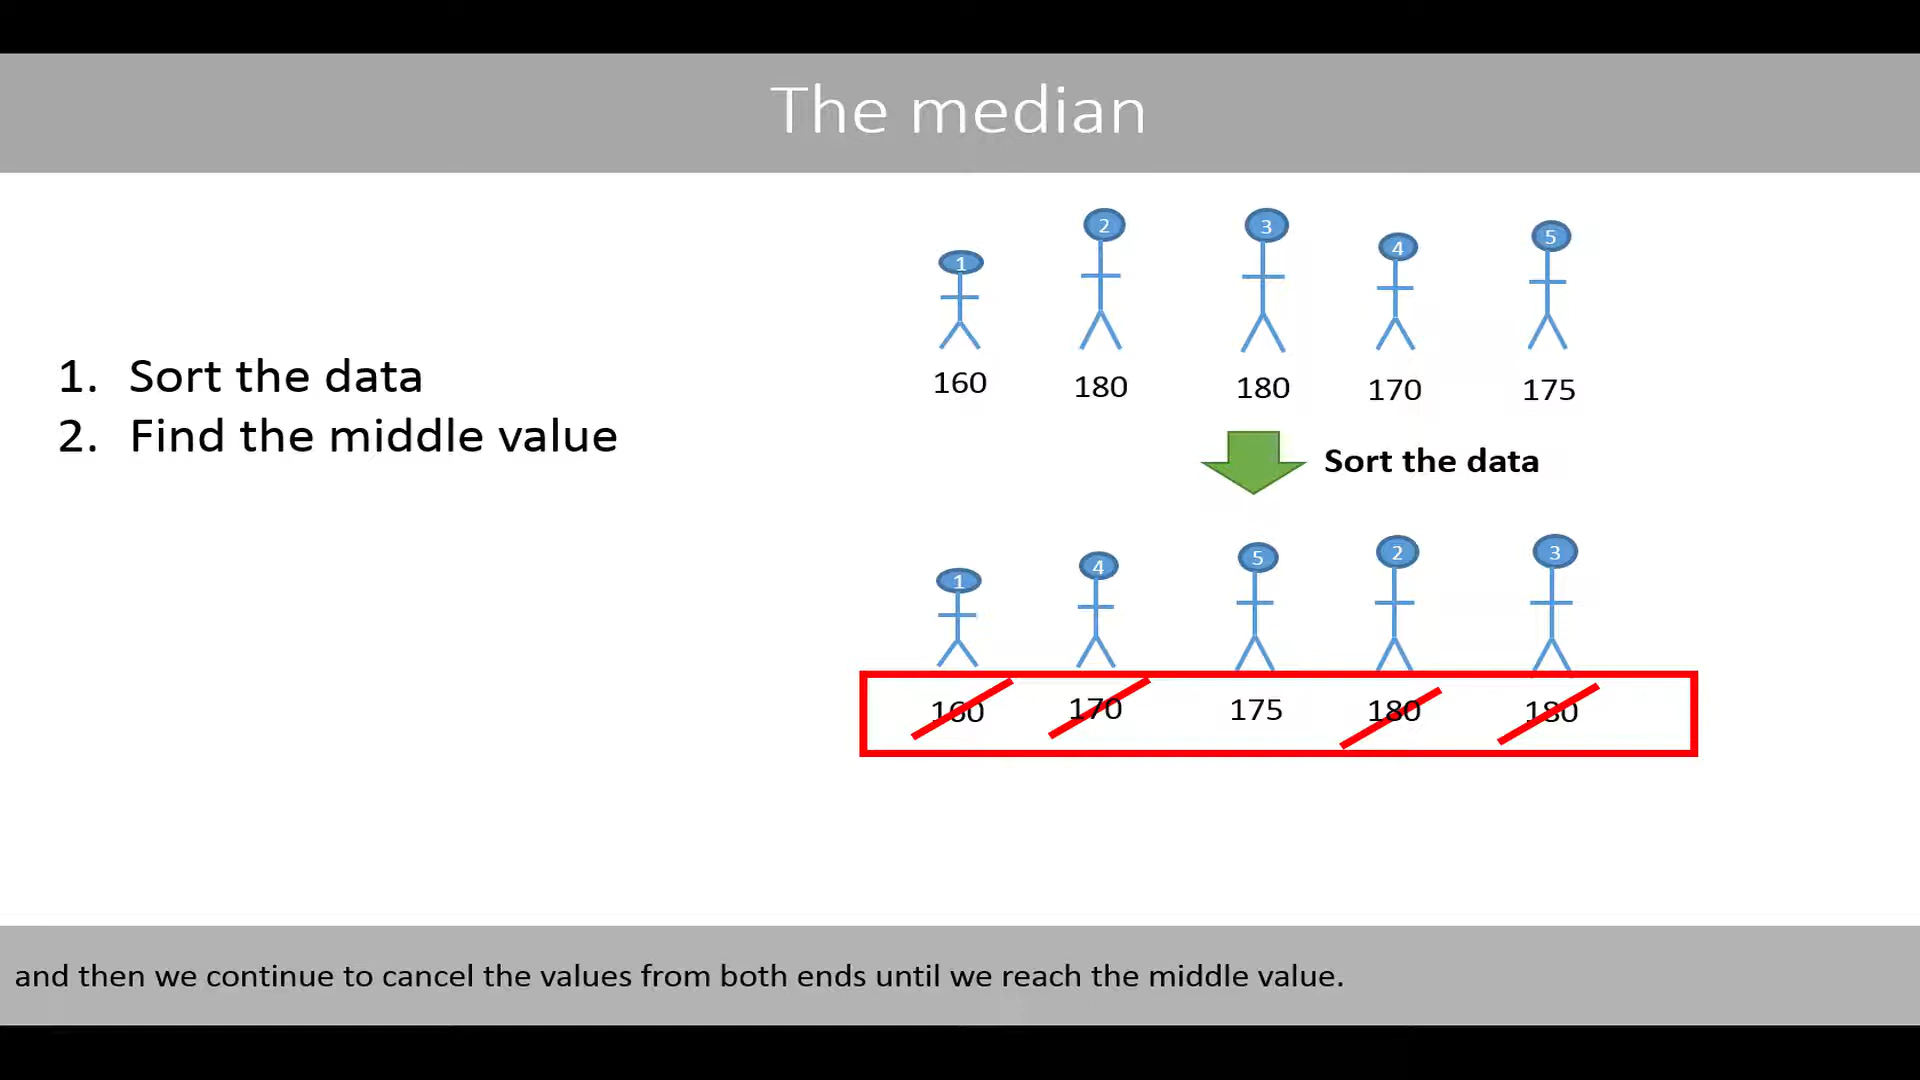 The median
1. Sort the data
2. Find the middle value
1 2 3 4 5
160 180 180 170 175
Sort the data
1 4 5 2 3
160 170 175 180 180
and then we continue to cancel the values from both ends until we reach the middle value.